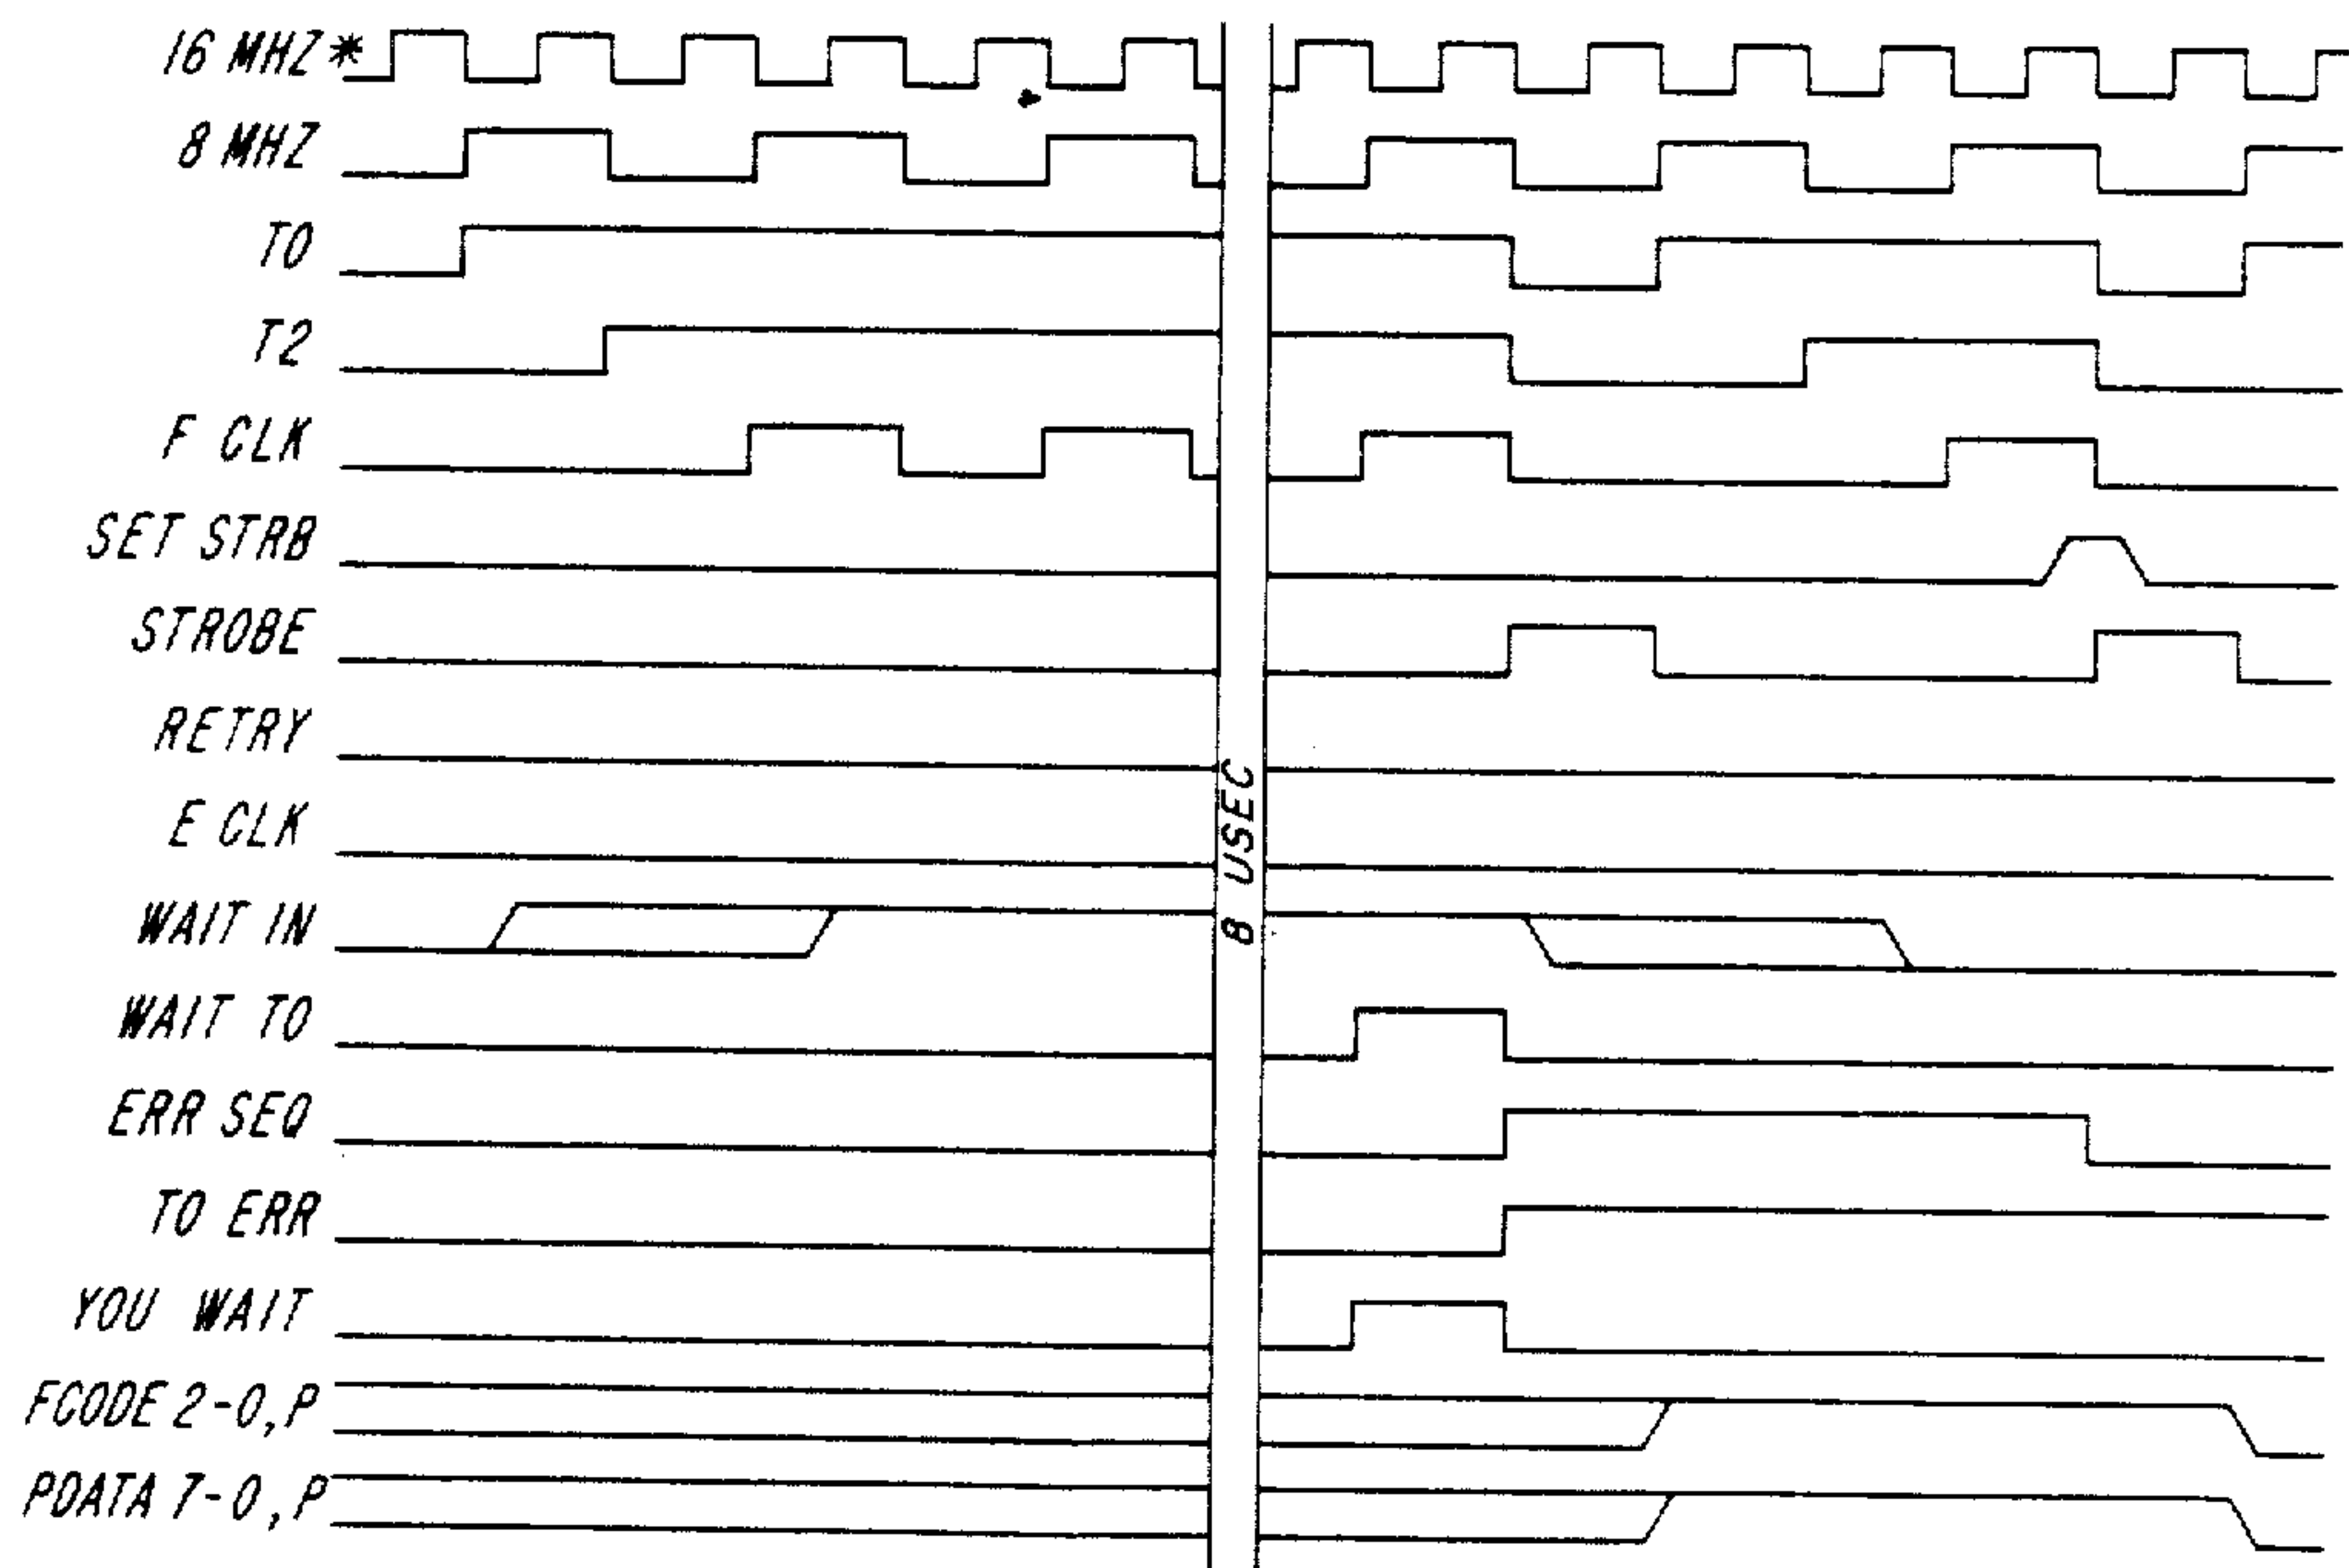 16 MHZ*
8 MHZ
T0
T2
F CLK
SET STRB
STROBE
RETRY
E CLK
WAIT IN
WAIT TO
ERR SEQ
TO ERR
YOU WAIT
FCODE 2-0,P
PDATA 7-0,P
8 USEC